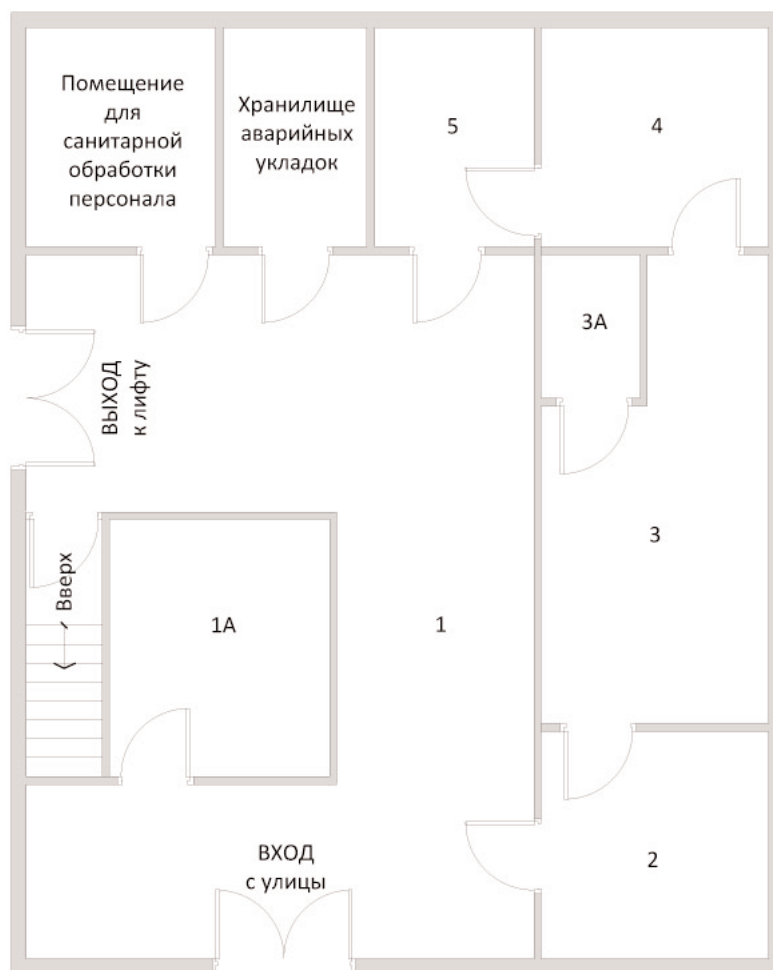 Помещение
для
санитарной
обработки
персонала
Хранилище
аварийных
укладок
5
4
3А
ВЫХОД
к лифту
3
Вверх
1А
1
ВХОД
с улицы
2